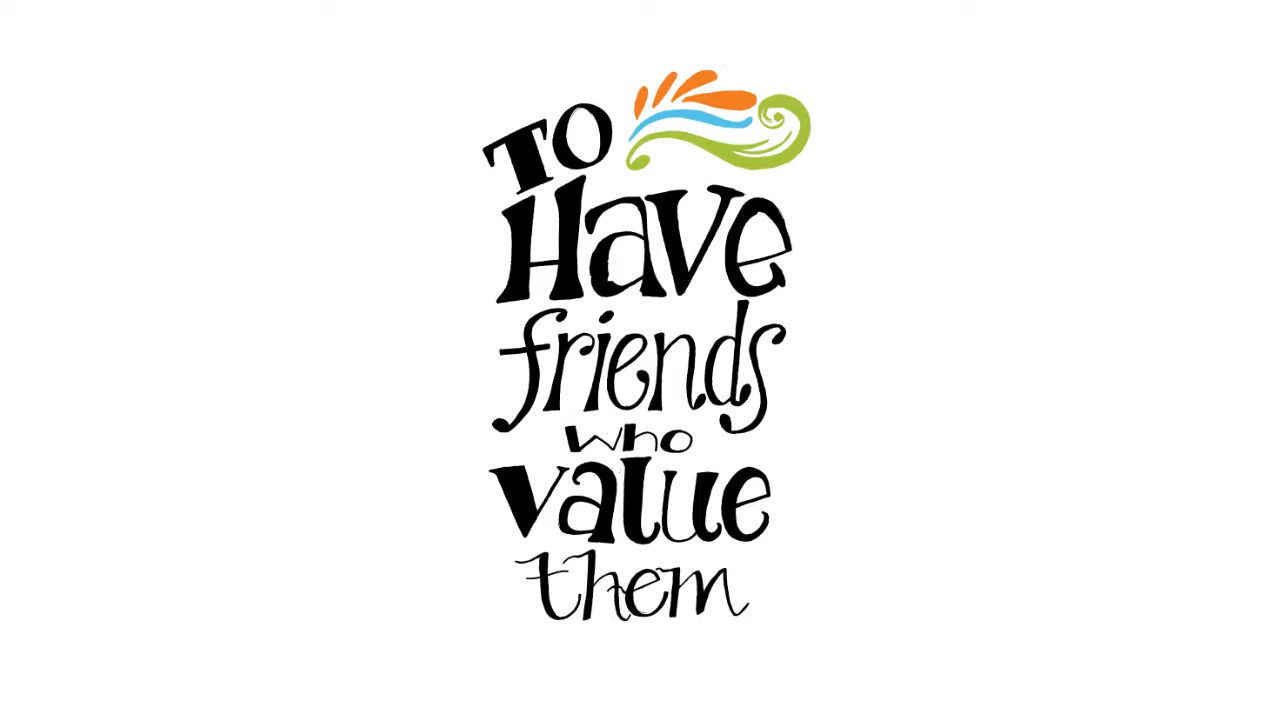 To
Have
friends
who
value
them